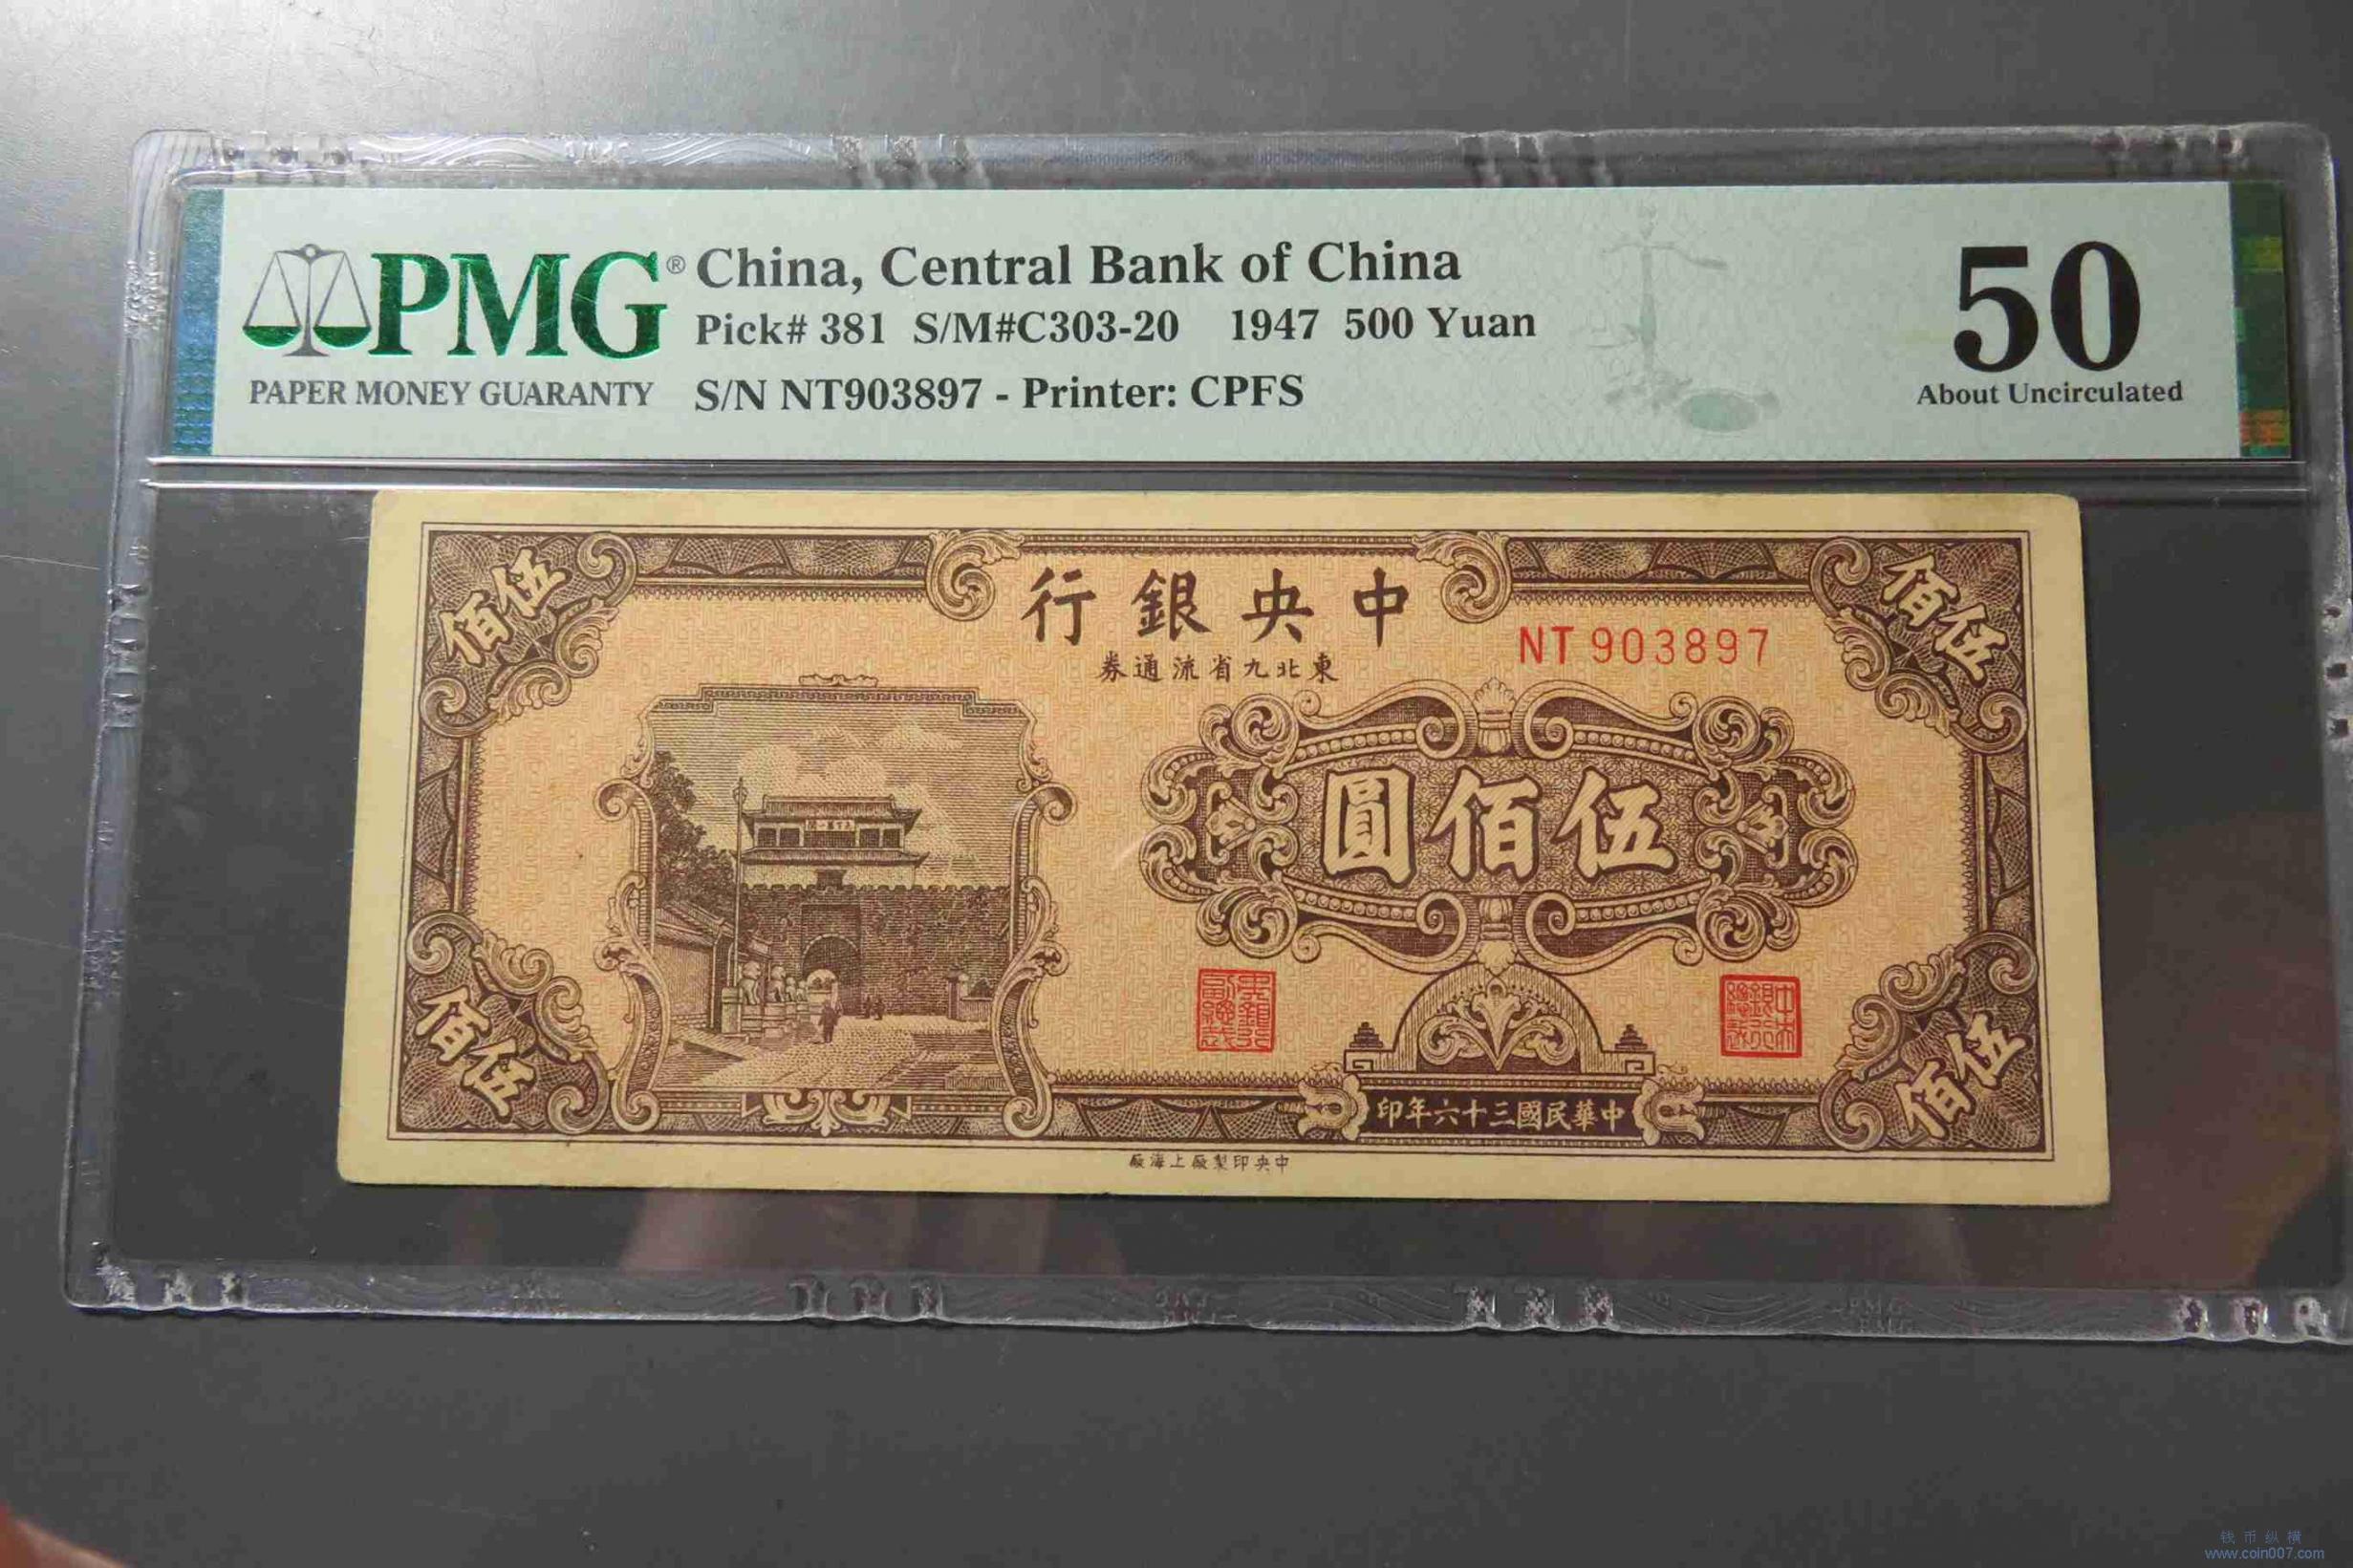 PMG® China, Central Bank of China
Pick# 381 S/M#C303-20 1947 500 Yuan
PAPER MONEY GUARANTY
S/N NT903897 - Printer: CPFS
50
About Uncirculated
伍佰
佰伍
行銀央中
券通流省九北東
NT 903897
圓佰伍
佰伍
佰伍
印年六十三國民華中
廠海上廠製印央中
钱币纵横
www.coin007.com